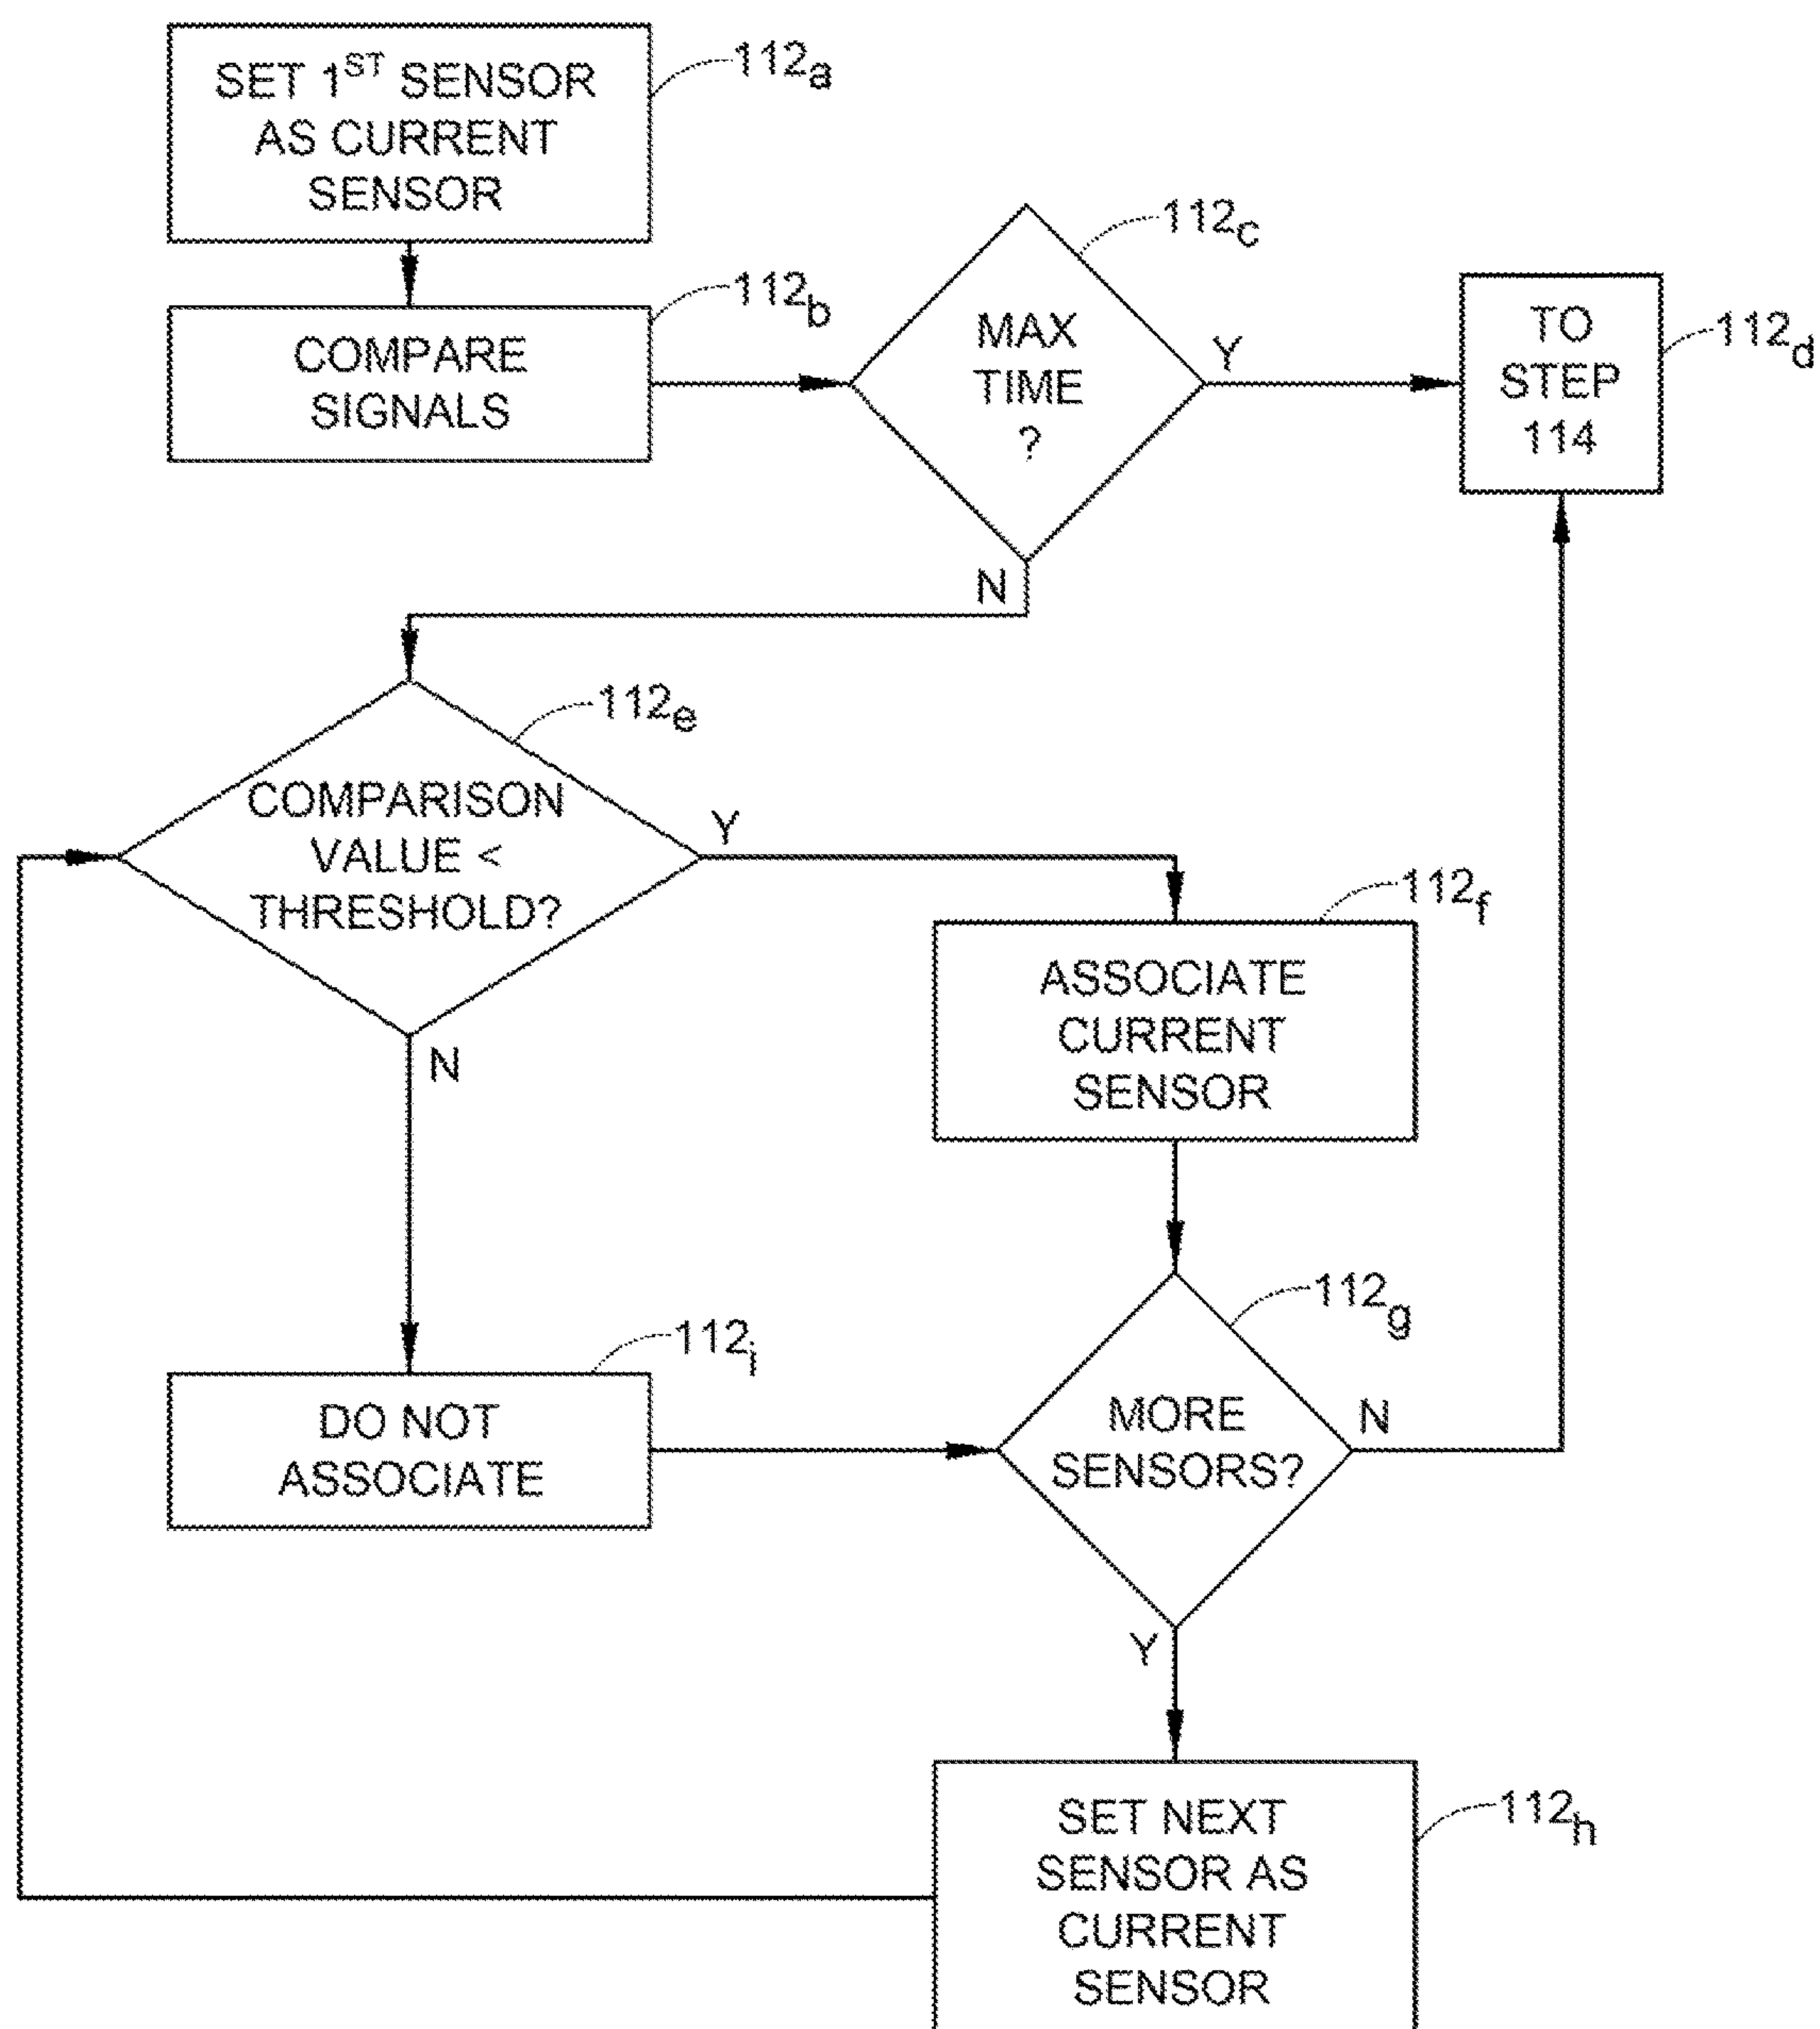 SET 1ST SENSOR
AS CURRENT
SENSOR
112a
COMPARE
SIGNALS
112b
MAX
TIME
?
112c
Y
N
TO
STEP
114
112d
COMPARISON
VALUE <
THRESHOLD?
112e
Y
N
ASSOCIATE
CURRENT
SENSOR
112f
DO NOT
ASSOCIATE
112i
MORE
SENSORS?
112g
N
Y
SET NEXT
SENSOR AS
CURRENT
SENSOR
112h